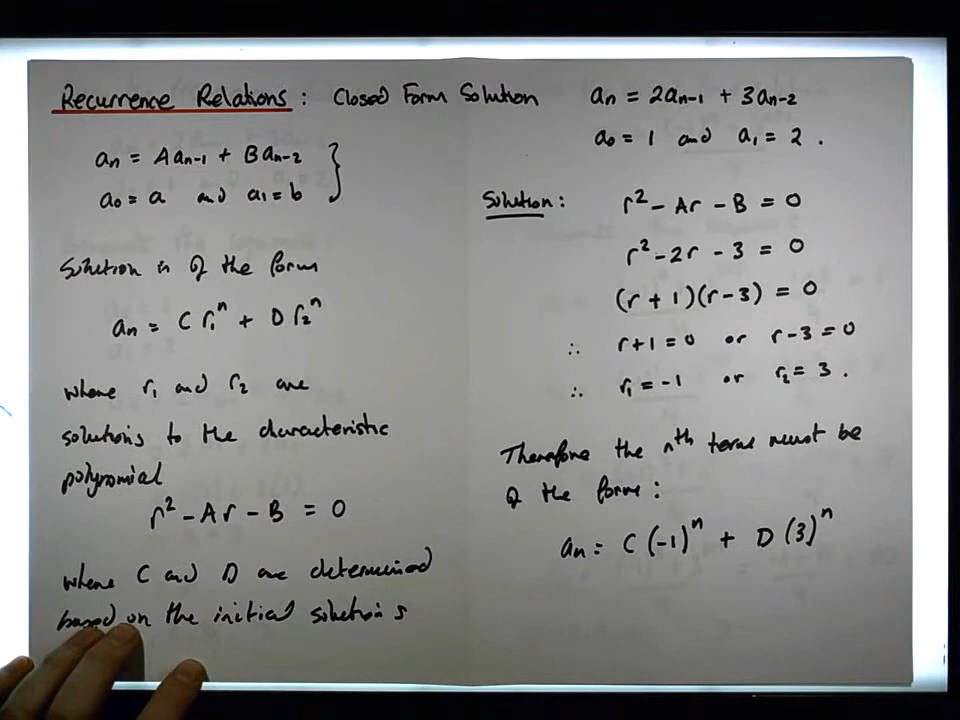 Recurrence Relations : Closed Form Solution
aₙ = Aaₙ₋₁ + Baₙ₋₂
a₀ = a and a₁ = b
Solution is of the form
aₙ = C r₁ⁿ + D r₂ⁿ
where r₁ and r₂ are
solutions to the characteristic
polynomial
r² - Ar - B = 0
where C and D are determined
based on the initial solutions
aₙ = 2aₙ₋₁ + 3aₙ₋₂
a₀ = 1 and a₁ = 2 .
Solution : r² - Ar - B = 0
r² - 2r - 3 = 0
(r + 1)(r - 3) = 0
∴ r + 1 = 0 or r - 3 = 0
∴ r₁ = -1 or r₂ = 3 .
Therefore the nᵗʰ term must be
of the form :
aₙ = C (-1)ⁿ + D (3)ⁿ